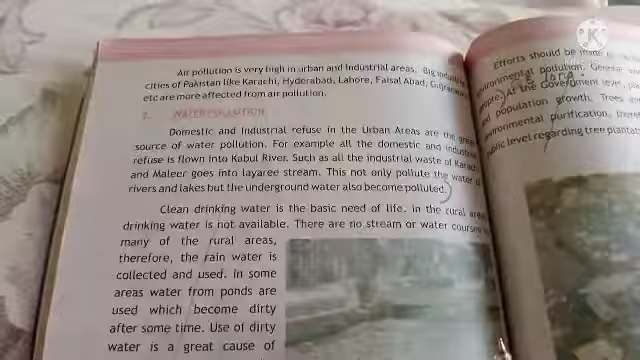 Air pollution is very high in urban and industrial areas. Big
cities of Pakistan like Karachi, Hyderabad, Lahore, Faisal Abad,
etc are more affected from air pollution.
2. WATER POLLUTION
Domestic and Industrial refuse in the Urban Areas are the
source of water pollution. For example all the domestic and
refuse is flown into Kabul River. Such as all the industrial waste of
and Maleer goes into layaree stream. This not only pollute the water
rivers and lakes but the underground water also become polluted.
Clean drinking water is the basic need of life. in the rural
drinking water is not available. There are no stream or water courses
many of the rural areas,
therefore, the rain water is
collected and used. In some
areas water from ponds are
used which become dirty
after some time. Use of dirty
water is a great cause of
Efforts should be made
environmental pollution. General
At the Government level,
population growth. Trees
environmental purification,
level regarding tree
KINEMASTER